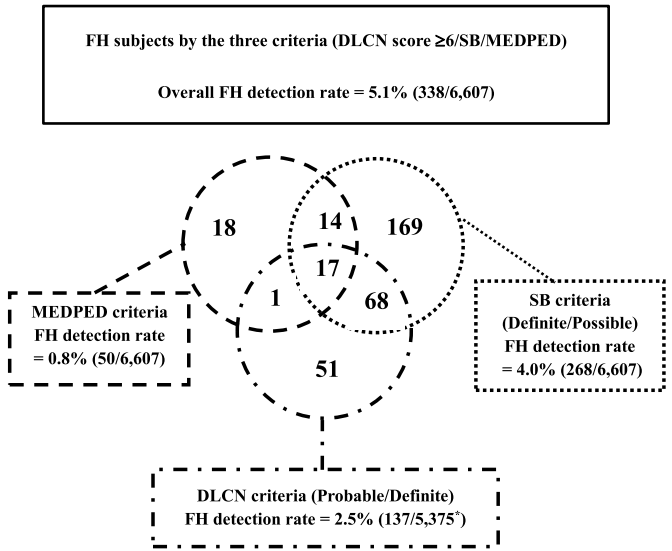 FH subjects by the three criteria (DLCN score ≥6/SB/MEDPED)
Overall FH detection rate = 5.1% (338/6,607)
18
14
169
17
1
68
51
MEDPED criteria
FH detection rate
= 0.8% (50/6,607)
SB criteria
(Definite/Possible)
FH detection rate
= 4.0% (268/6,607)
DLCN criteria (Probable/Definite)
FH detection rate = 2.5% (137/5,375*)